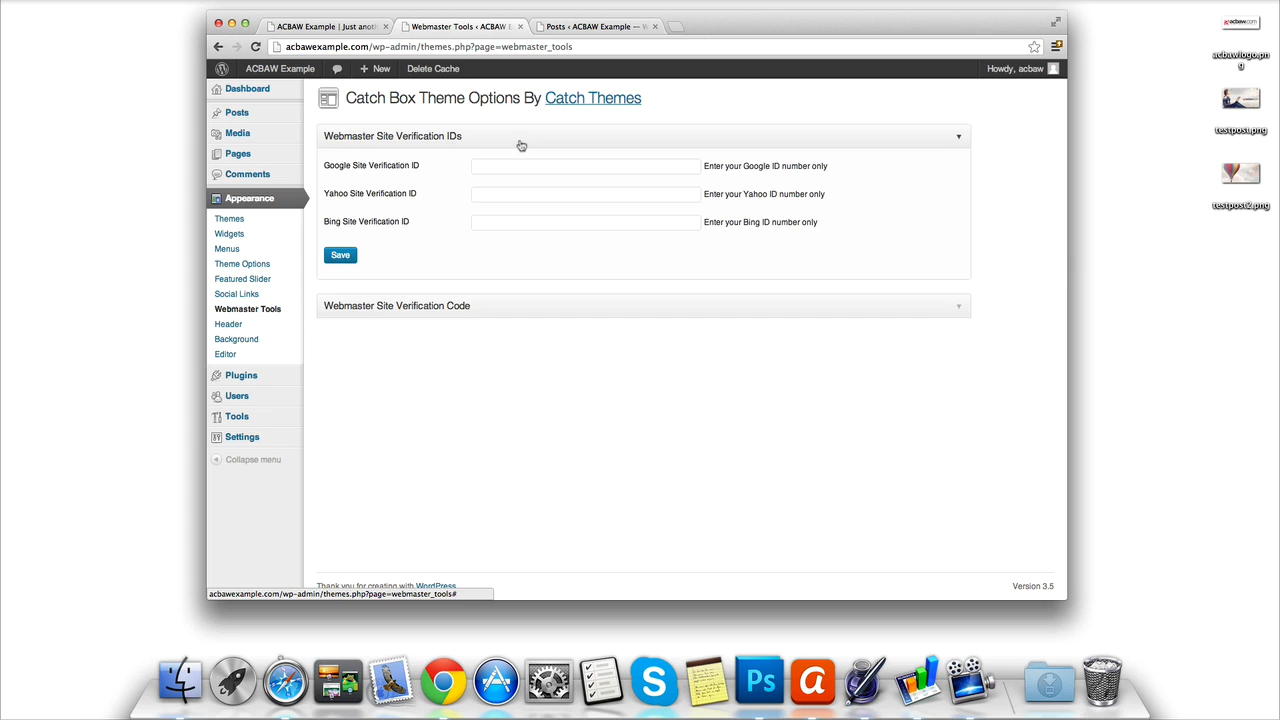 ACBAW Example | Just anoth
Webmaster Tools ‹ ACBAW E
Posts ‹ ACBAW Example — W
acbawexample.com/wp-admin/themes.php?page=webmaster_tools
ACBAW Example
New
Delete Cache
Howdy, acbaw
Dashboard
Posts
Media
Pages
Comments
Appearance
Themes
Widgets
Menus
Theme Options
Featured Slider
Social Links
Webmaster Tools
Header
Background
Editor
Plugins
Users
Tools
Settings
Collapse menu
Catch Box Theme Options By Catch Themes
Webmaster Site Verification IDs
Google Site Verification ID
Enter your Google ID number only
Yahoo Site Verification ID
Enter your Yahoo ID number only
Bing Site Verification ID
Enter your Bing ID number only
Save
Webmaster Site Verification Code
Thank you for creating with WordPress
Version 3.5
acbawexample.com/wp-admin/themes.php?page=webmaster_tools#
acbaw.com
acbawlogo.pn
g
testpost.png
testpost2.png
Ps
a